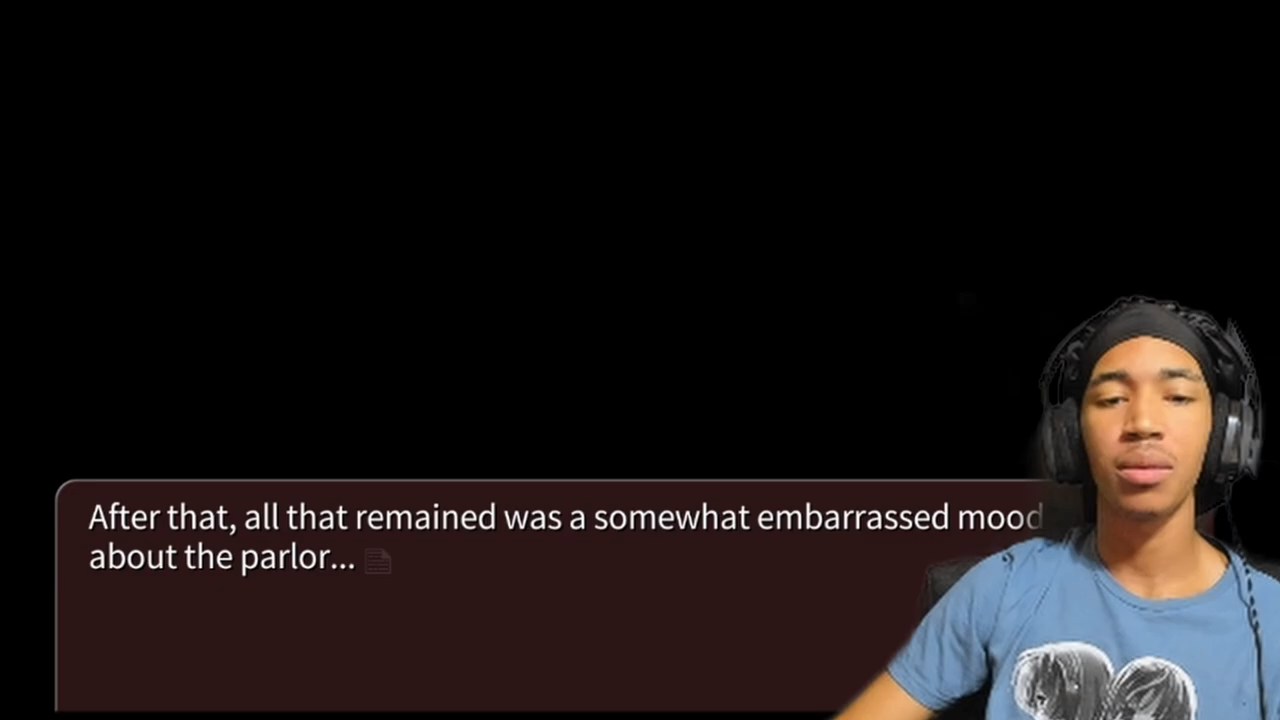 After that, all that remained was a somewhat embarrassed mood
about the parlor...